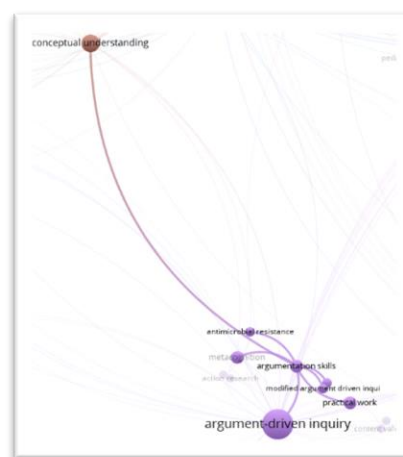 conceptual understanding
antimicrobial resistance
metacognition
argumentation skills
action research
modified argument driven inqui
practical work
argument-driven inquiry